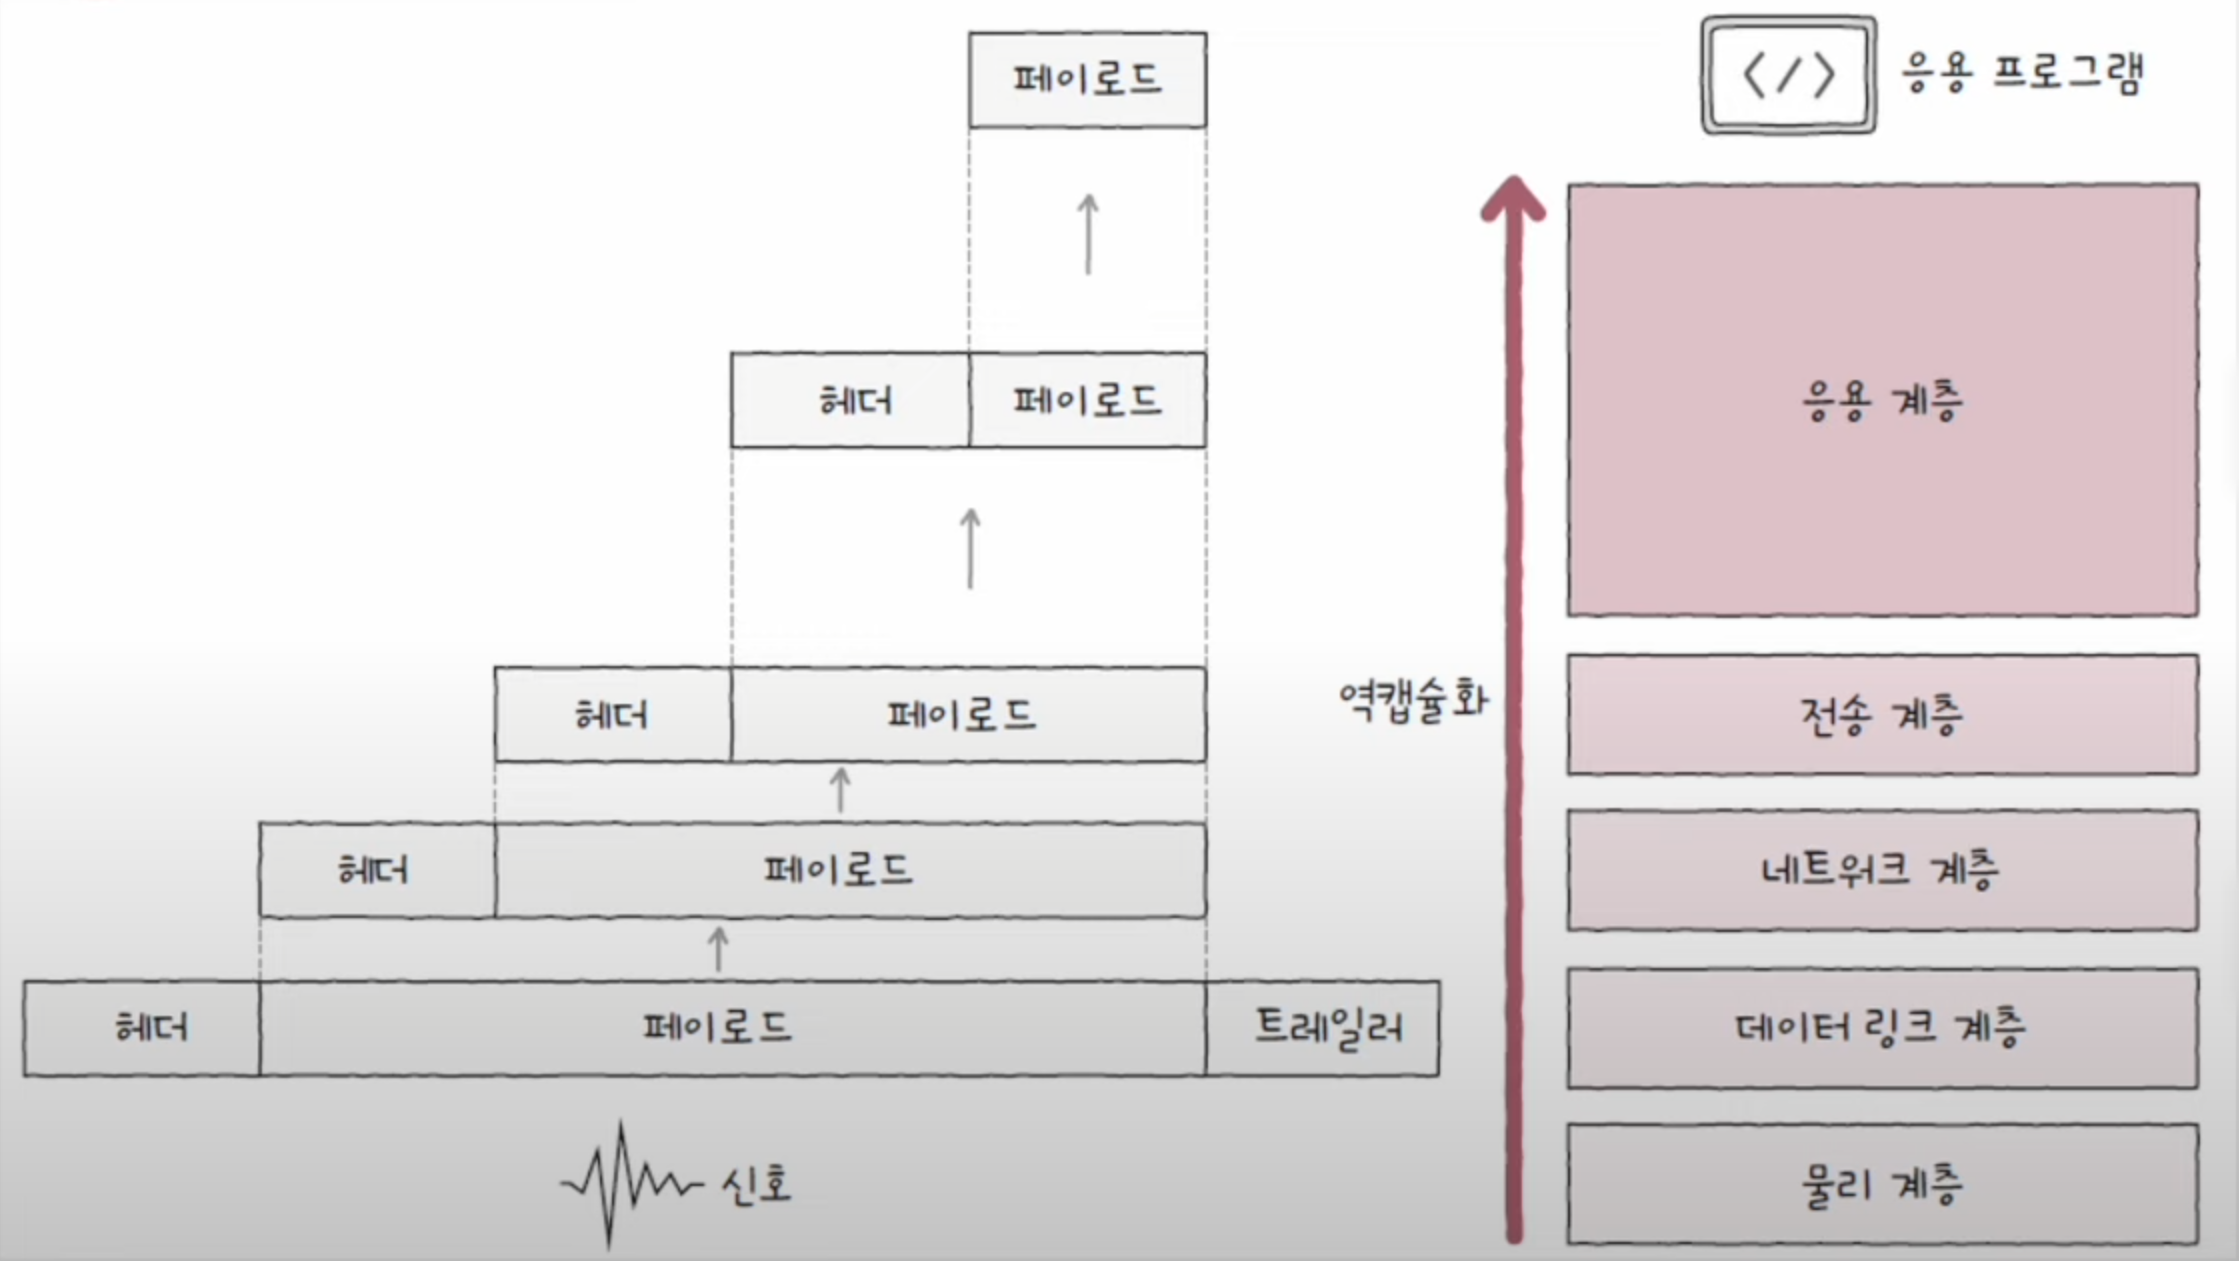 페이로드
</> 응용 프로그램
헤더 페이로드
응용 계층
헤더 페이로드
역캡슐화
전송 계층
헤더 페이로드
네트워크 계층
헤더 페이로드 트레일러
데이터 링크 계층
신호
물리 계층